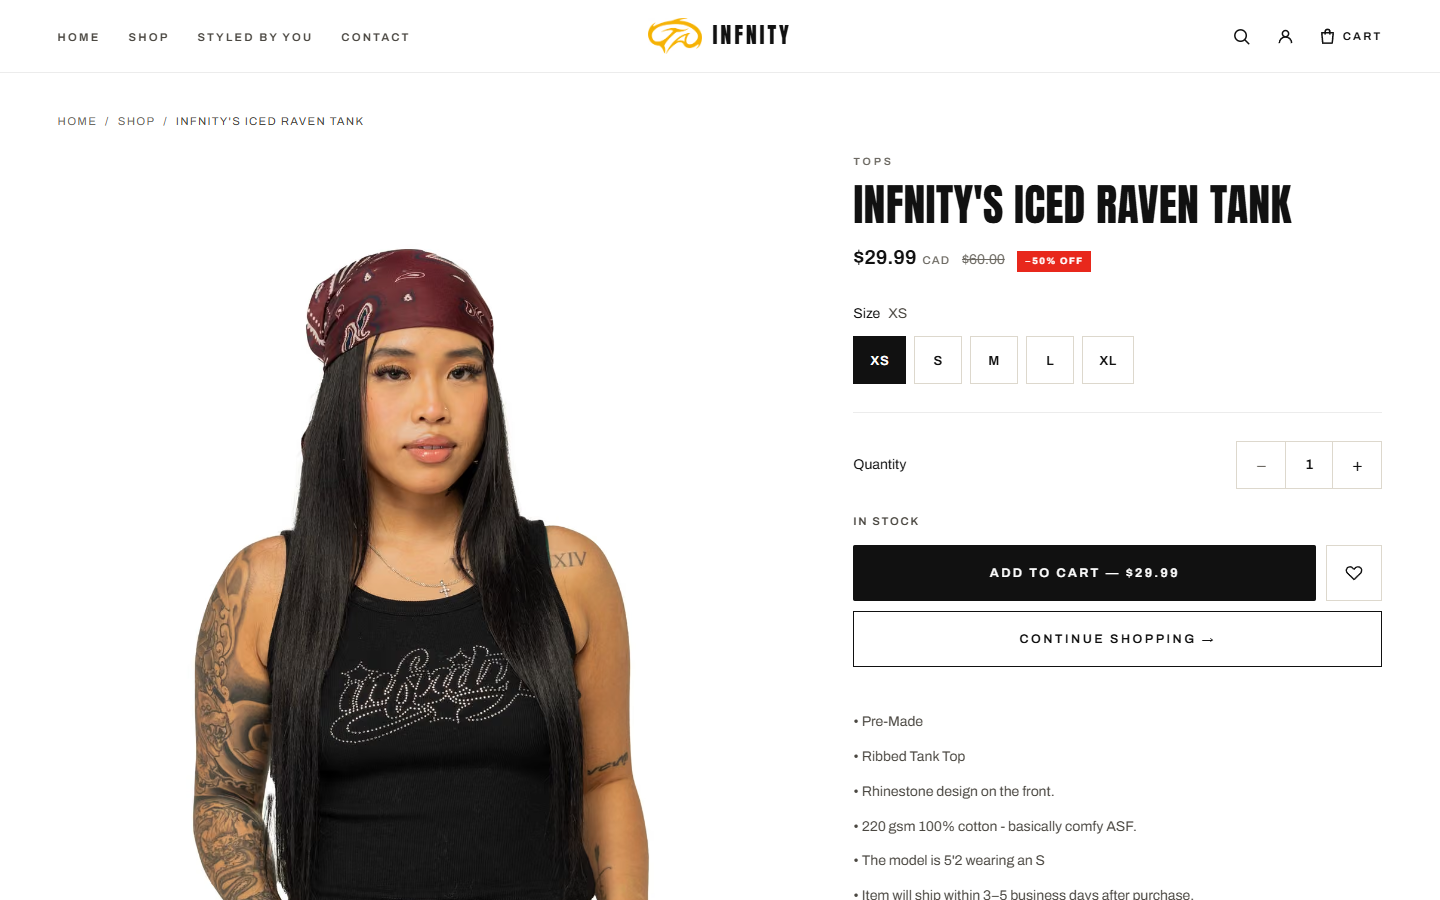 HOME SHOP STYLED BY YOU CONTACT
INFNITY
CART
HOME / SHOP / INFNITY'S ICED RAVEN TANK
TOPS
INFNITY'S ICED RAVEN TANK
$29.99 CAD $60.00 −50% OFF
Size XS
XS S M L XL
Quantity
− 1 +
IN STOCK
ADD TO CART — $29.99
CONTINUE SHOPPING →
• Pre-Made
• Ribbed Tank Top
• Rhinestone design on the front.
• 220 gsm 100% cotton - basically comfy ASF.
• The model is 5'2 wearing an S
• Item will ship within 3–5 business days after purchase.
XIV
infnity